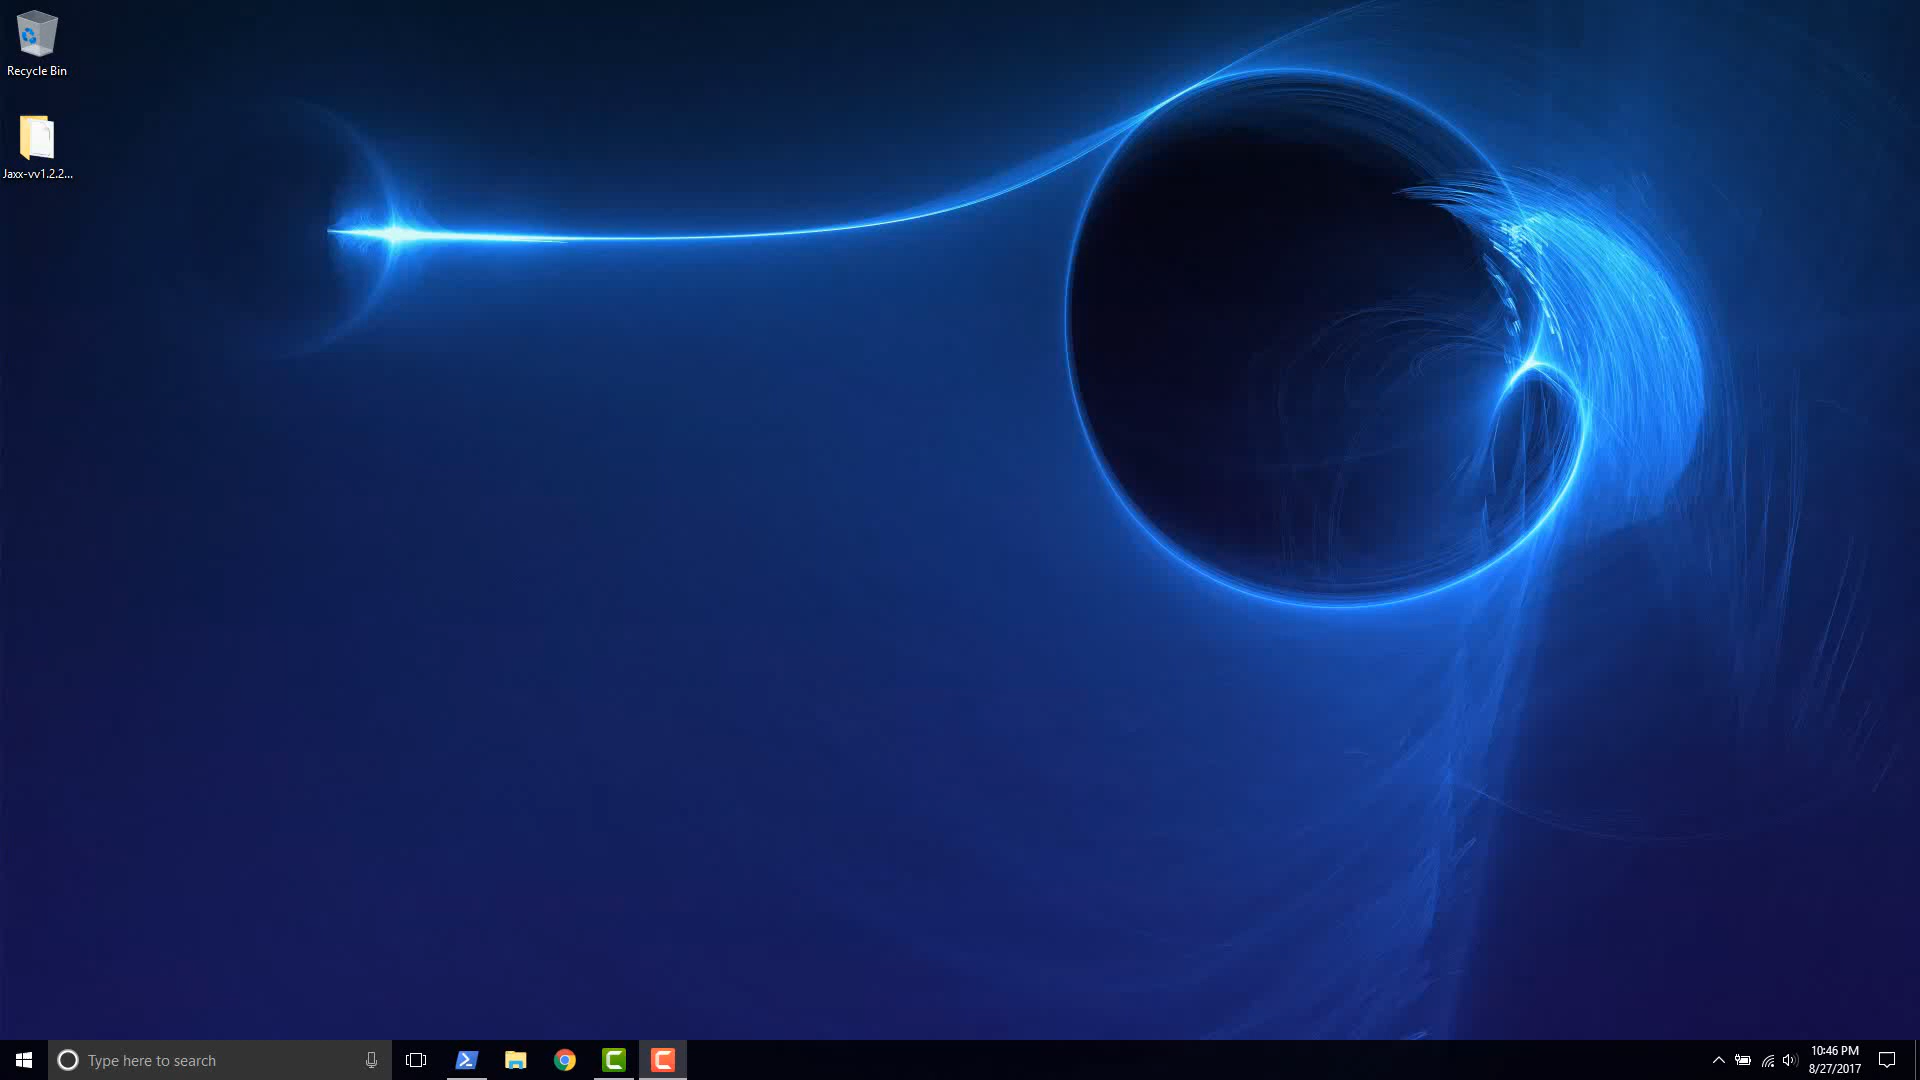 Recycle Bin
Jaxx-vv1.2.2...
Type here to search
10:46 PM
8/27/2017